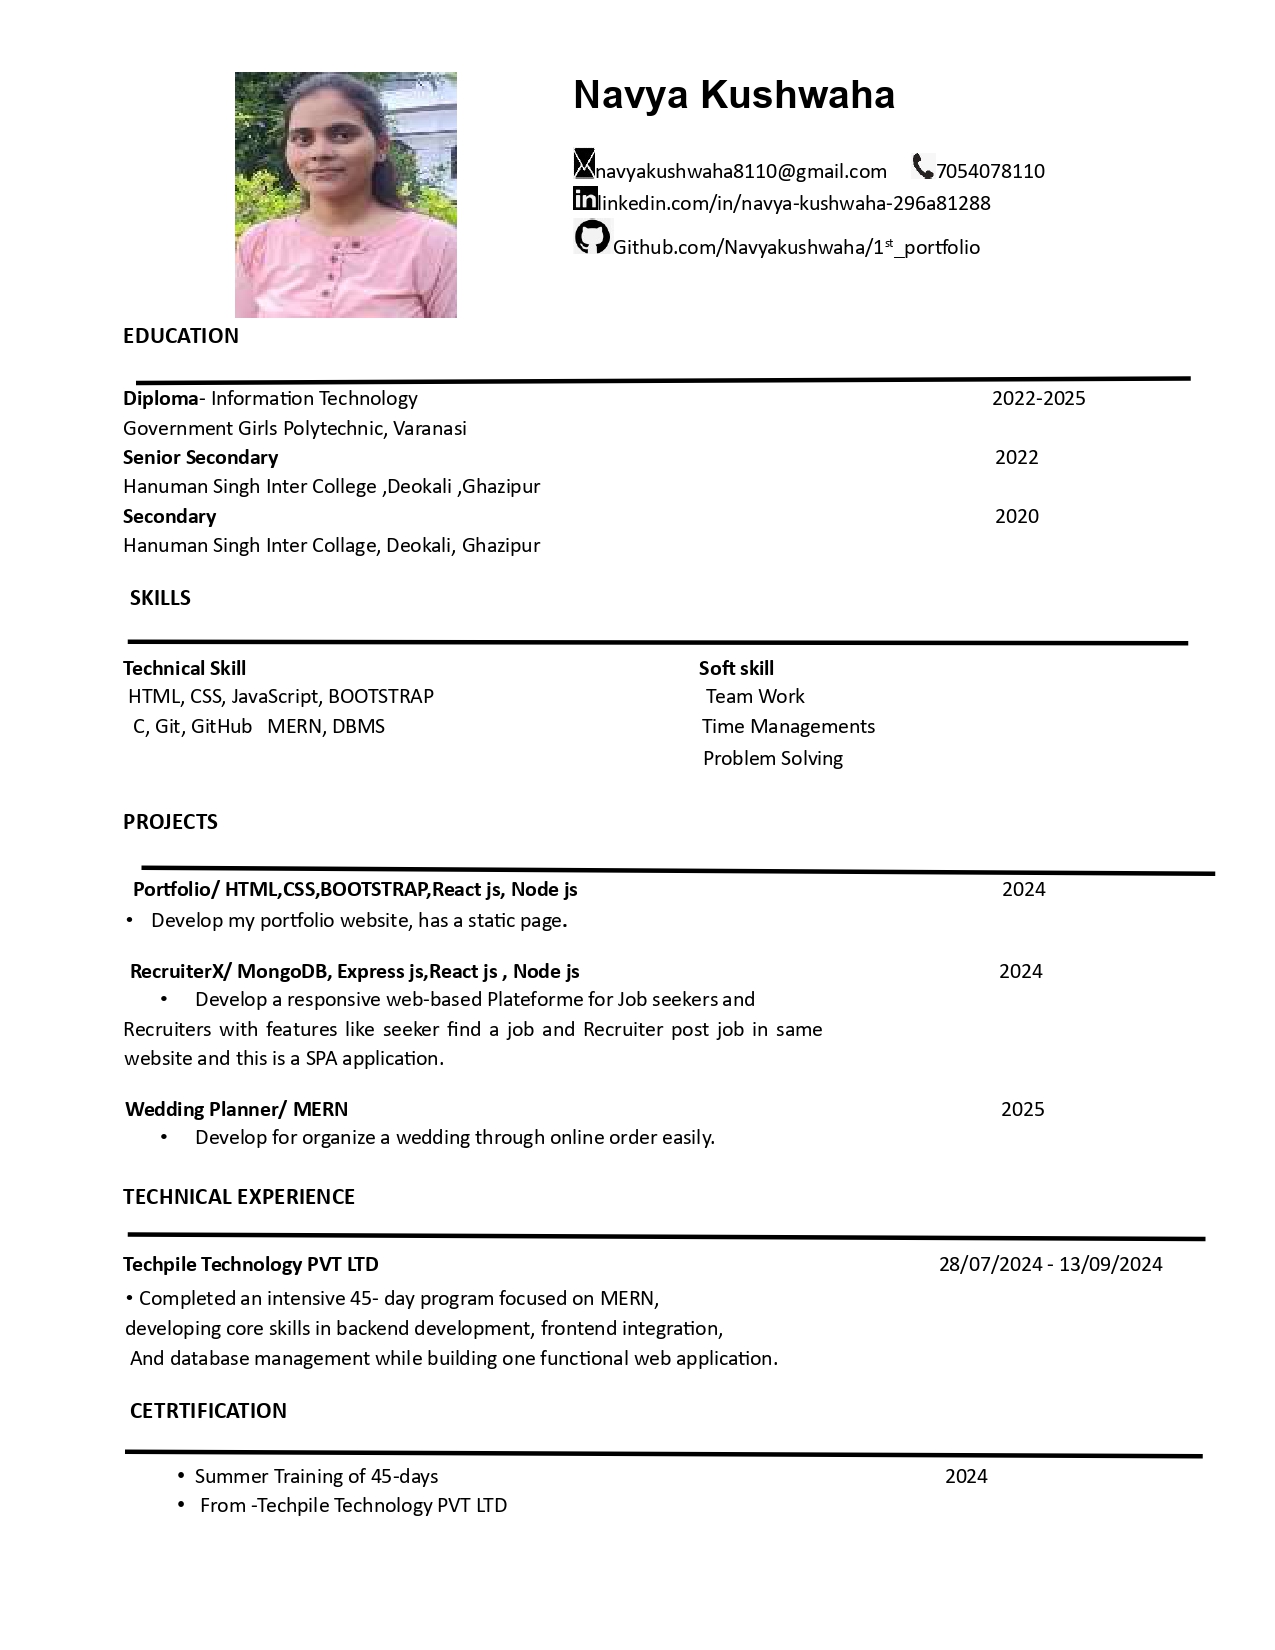 Navya Kushwaha
navyakushwaha8110@gmail.com 7054078110
linkedin.com/in/navya-kushwaha-296a81288
Github.com/Navyakushwaha/1st_portfolio
EDUCATION
Diploma- Information Technology 2022-2025
Government Girls Polytechnic, Varanasi
Senior Secondary 2022
Hanuman Singh Inter College ,Deokali ,Ghazipur
Secondary 2020
Hanuman Singh Inter Collage, Deokali, Ghazipur
SKILLS
Technical Skill Soft skill
HTML, CSS, JavaScript, BOOTSTRAP Team Work
C, Git, GitHub MERN, DBMS Time Managements
Problem Solving
PROJECTS
Portfolio/ HTML,CSS,BOOTSTRAP,React js, Node js 2024
• Develop my portfolio website, has a static page.
RecruiterX/ MongoDB, Express js,React js , Node js 2024
• Develop a responsive web-based Plateforme for Job seekers and
Recruiters with features like seeker find a job and Recruiter post job in same
website and this is a SPA application.
Wedding Planner/ MERN 2025
• Develop for organize a wedding through online order easily.
TECHNICAL EXPERIENCE
Techpile Technology PVT LTD 28/07/2024 - 13/09/2024
• Completed an intensive 45- day program focused on MERN,
developing core skills in backend development, frontend integration,
And database management while building one functional web application.
CETRTIFICATION
• Summer Training of 45-days 2024
• From -Techpile Technology PVT LTD